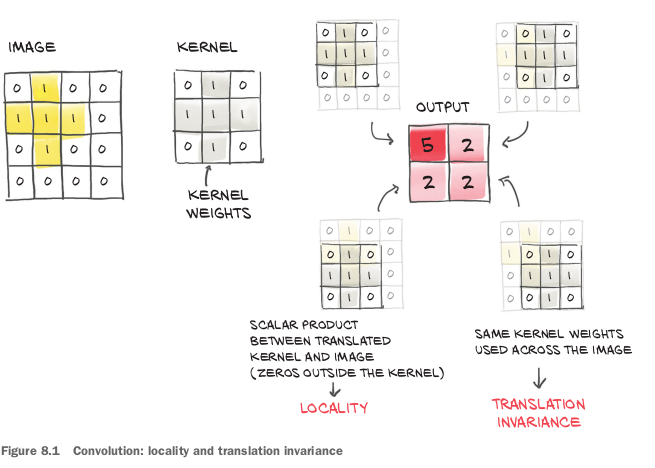 IMAGE
0 1 0 0
1 1 1 0
0 1 0 0
0 0 0 0
KERNEL
0 1 0
1 1 1
0 1 0
KERNEL
WEIGHTS
0 1 0 0
1 1 1 0
0 1 0 0
0 0 0 0
0 0 1 0
1 1 1 1
0 0 1 0
0 0 0 0
OUTPUT
5 2
2 2
0 1 0 0
0 1 0 0
1 1 1 0
0 1 0 0
0 1 0 0
1 0 1 0
0 1 1 1
0 0 1 0
SCALAR PRODUCT
BETWEEN TRANSLATED
KERNEL AND IMAGE
(ZEROS OUTSIDE THE KERNEL)
LOCALITY
SAME KERNEL WEIGHTS
USED ACROSS THE IMAGE
TRANSLATION
INVARIANCE
Figure 8.1 Convolution: locality and translation invariance